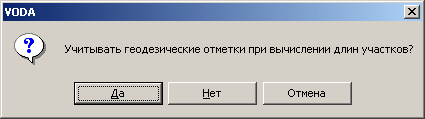 VODA
Учитывать геодезические отметки при вычислении длин участков?
Да
Нет
Отмена